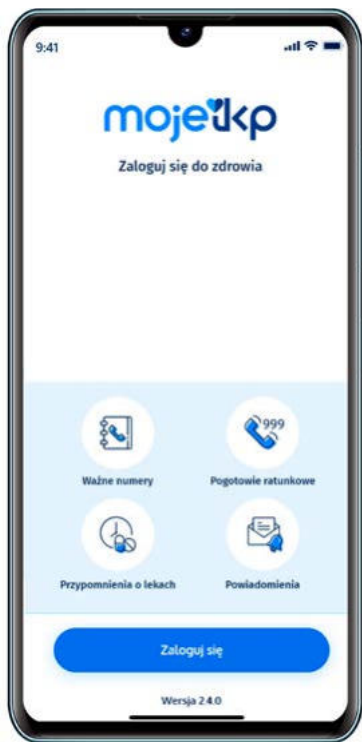 9:41
mojeikp
Zaloguj się do zdrowia
999
Ważne numery
Pogotowie ratunkowe
Przypomnienia o lekach
Powiadomienia
Zaloguj się
Wersja 2.4.0